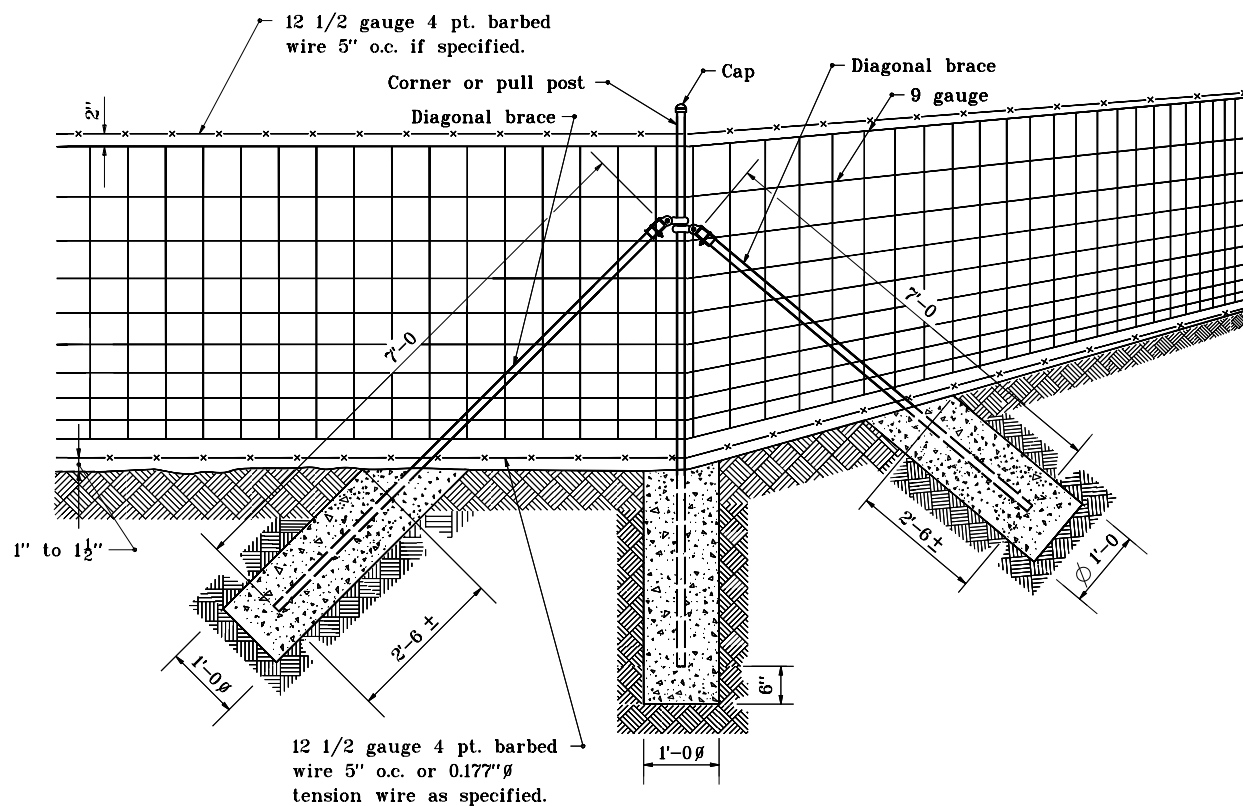 12 1/2 gauge 4 pt. barbed
wire 5" o.c. if specified.
Cap
Corner or pull post
Diagonal brace
Diagonal brace
9 gauge
2"
7'-0
7'-0
1" to 1½"
2'-6 ±
1'-0∅
2'-6 ±
∅ 1'-0
6"
1'-0∅
12 1/2 gauge 4 pt. barbed
wire 5" o.c. or 0.177"∅
tension wire as specified.